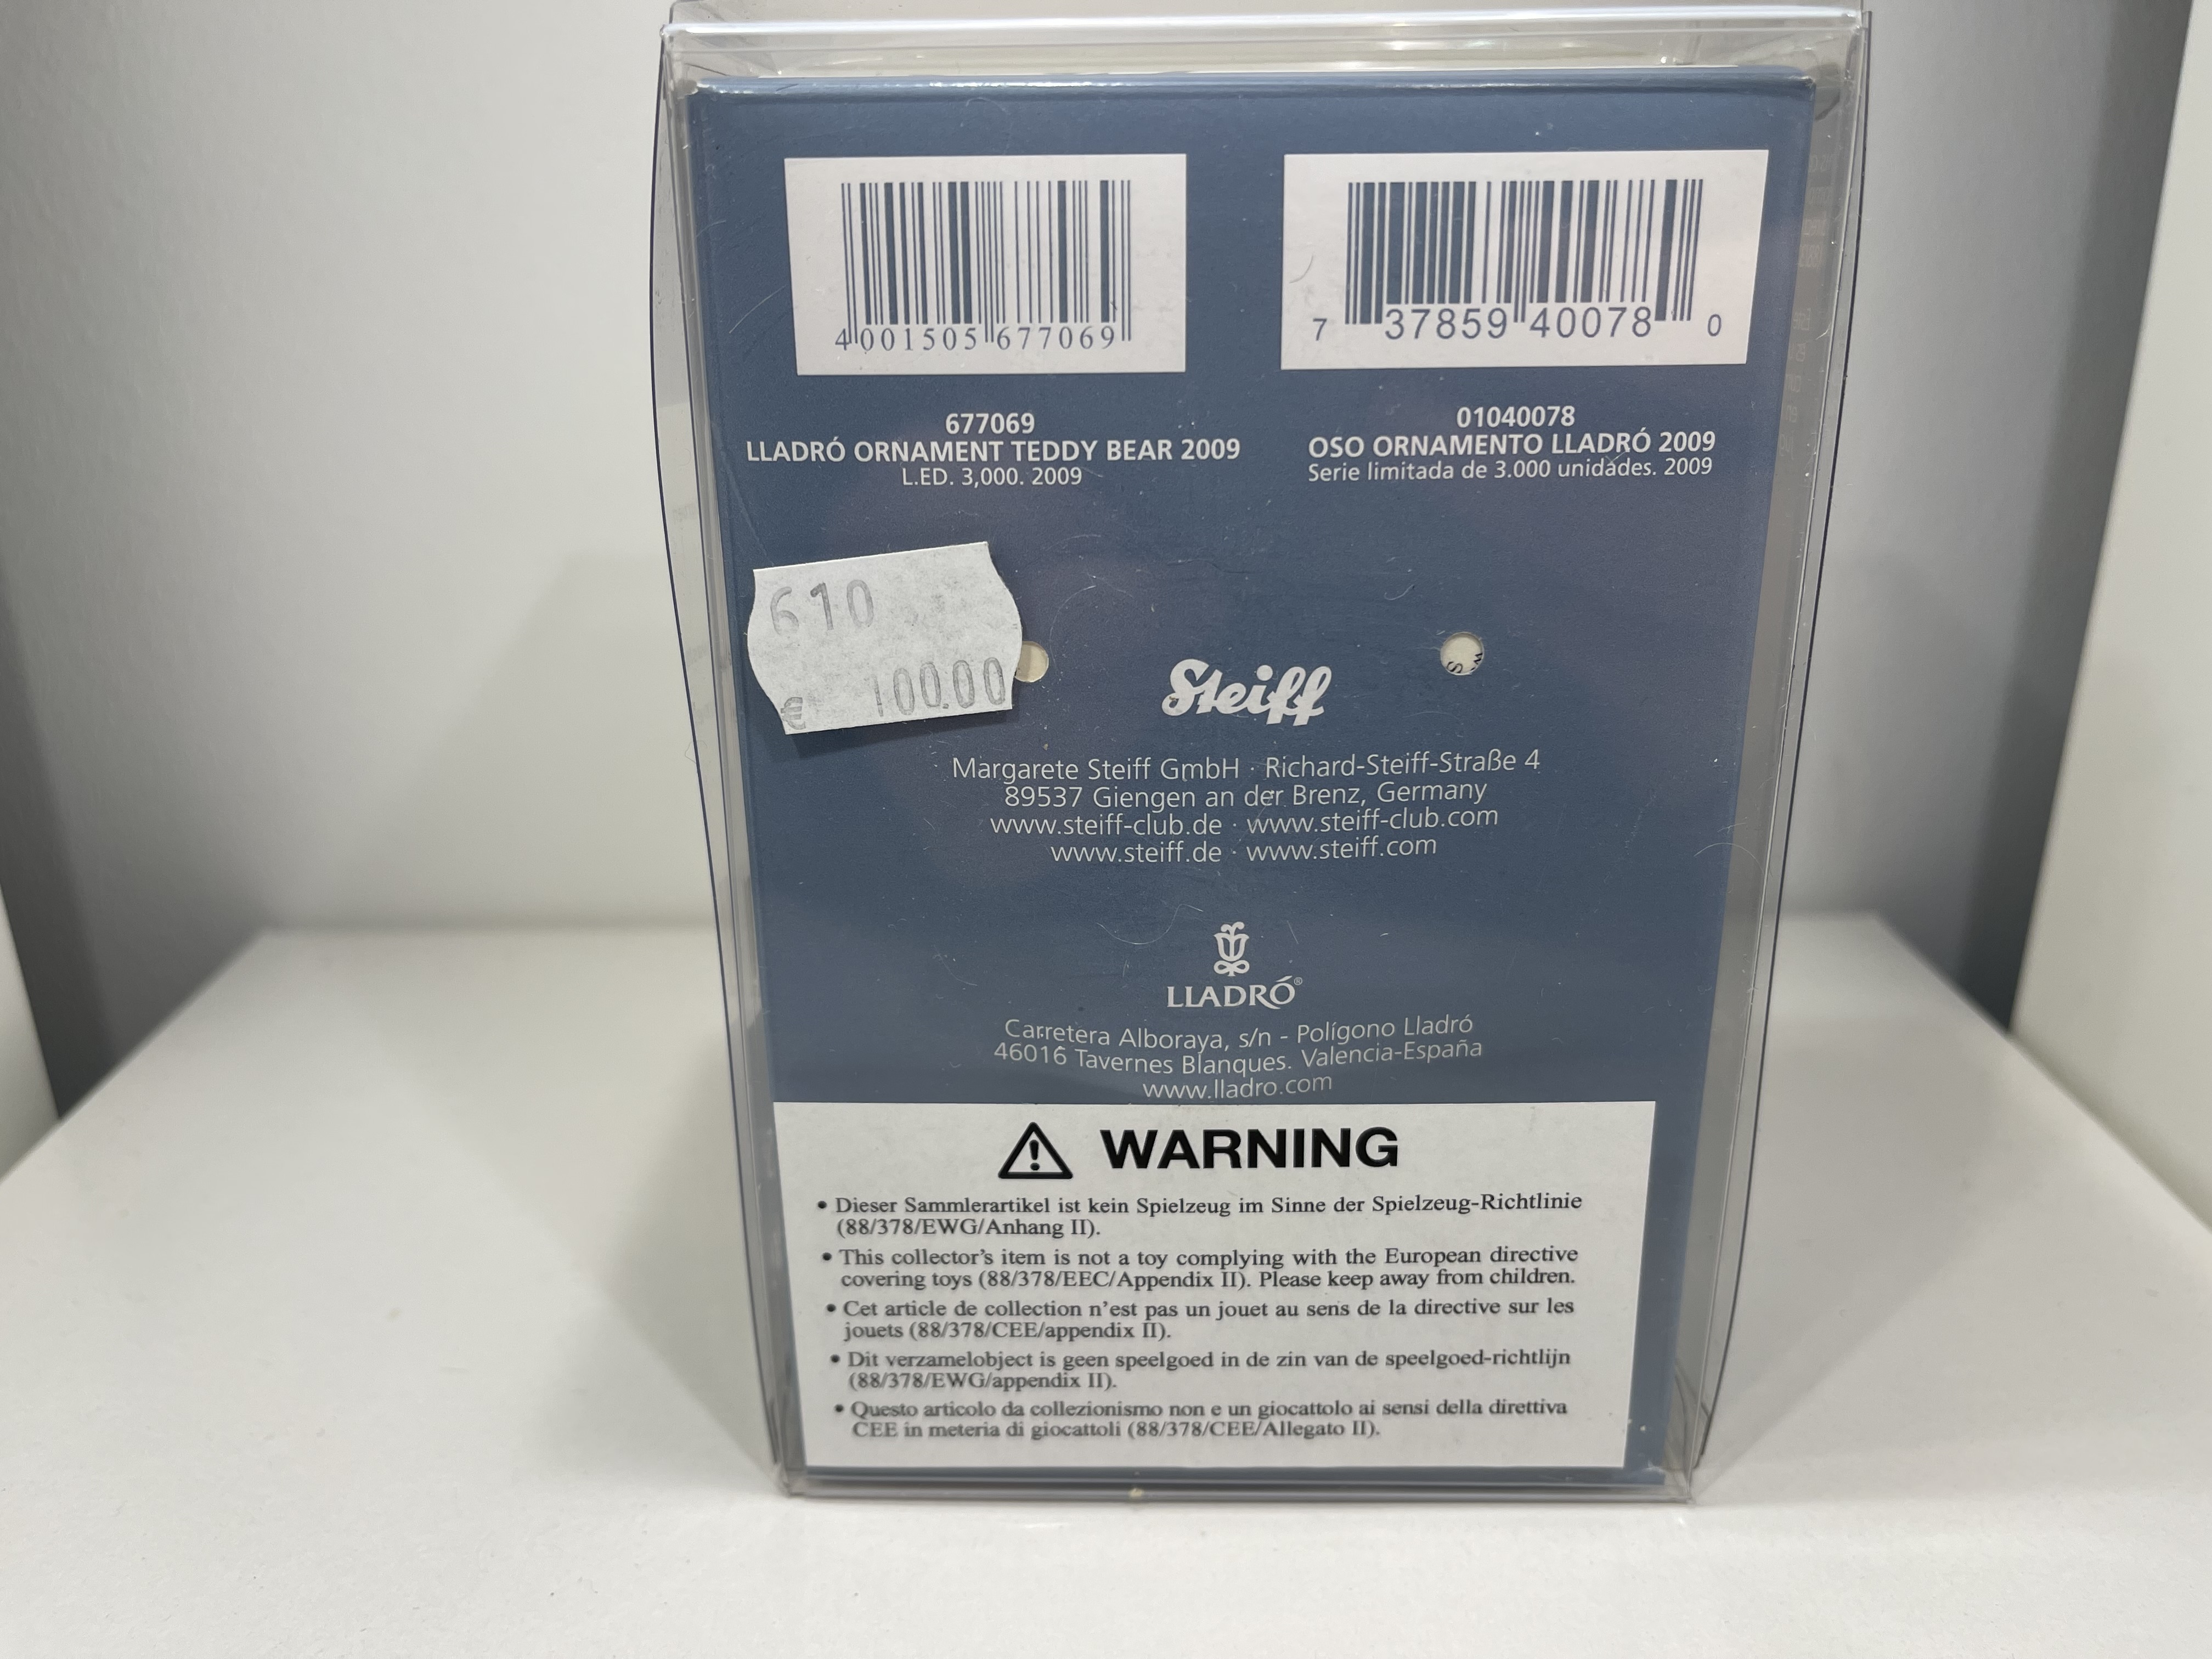 4 001505 677069
7 37859 40078 0
677069
LLADRÓ ORNAMENT TEDDY BEAR 2009
L.ED. 3,000. 2009
01040078
OSO ORNAMENTO LLADRÓ 2009
Serie limitada de 3.000 unidades. 2009
610
€ 100.00
Steiff
Margarete Steiff GmbH · Richard-Steiff-Straße 4
89537 Giengen an der Brenz, Germany
www.steiff-club.de · www.steiff-club.com
www.steiff.de · www.steiff.com
LLADRÓ®
Carretera Alboraya, s/n - Polígono Lladró
46016 Tavernes Blanques. Valencia-España
www.lladro.com
WARNING
• Dieser Sammlerartikel ist kein Spielzeug im Sinne der Spielzeug-Richtlinie
(88/378/EWG/Anhang II).
• This collector's item is not a toy complying with the European directive
covering toys (88/378/EEC/Appendix II). Please keep away from children.
• Cet article de collection n'est pas un jouet au sens de la directive sur les
jouets (88/378/CEE/appendix II).
• Dit verzamelobject is geen speelgoed in de zin van de speelgoed-richtlijn
(88/378/EWG/appendix II).
• Questo articolo da collezionismo non e un giocattolo ai sensi della direttiva
CEE in meteria di giocattoli (88/378/CEE/Allegato II).